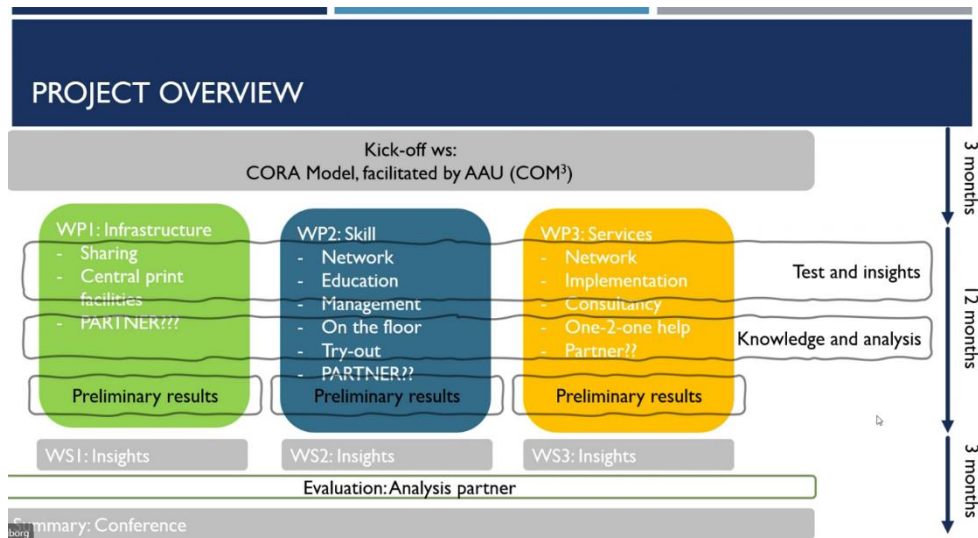 PROJECT OVERVIEW
Kick-off ws:
CORA Model, facilitated by AAU (COM³)
3 months
WP1: Infrastructure
- Sharing
- Central print
facilities
- PARTNER???
Preliminary results
WP2: Skill
- Network
- Education
- Management
- On the floor
- Try-out
- PARTNER??
Preliminary results
WP3: Services
- Network
- Implementation
- Consultancy
- One-2-one help
- Partner??
Preliminary results
Test and insights
Knowledge and analysis
12 months
WS1: Insights
WS2: Insights
WS3: Insights
3 months
Evaluation: Analysis partner
Summary: Conference
borg